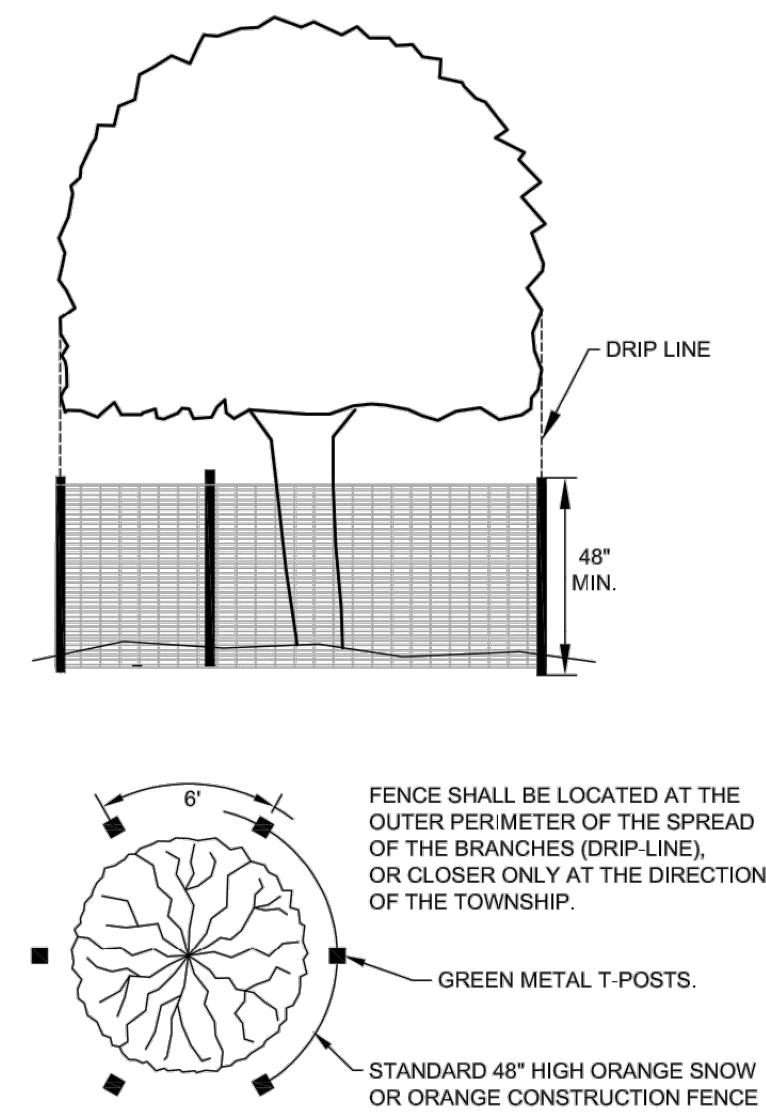 DRIP LINE
48"
MIN.
6'
FENCE SHALL BE LOCATED AT THE
OUTER PERIMETER OF THE SPREAD
OF THE BRANCHES (DRIP-LINE),
OR CLOSER ONLY AT THE DIRECTION
OF THE TOWNSHIP.
GREEN METAL T-POSTS.
STANDARD 48" HIGH ORANGE SNOW
OR ORANGE CONSTRUCTION FENCE